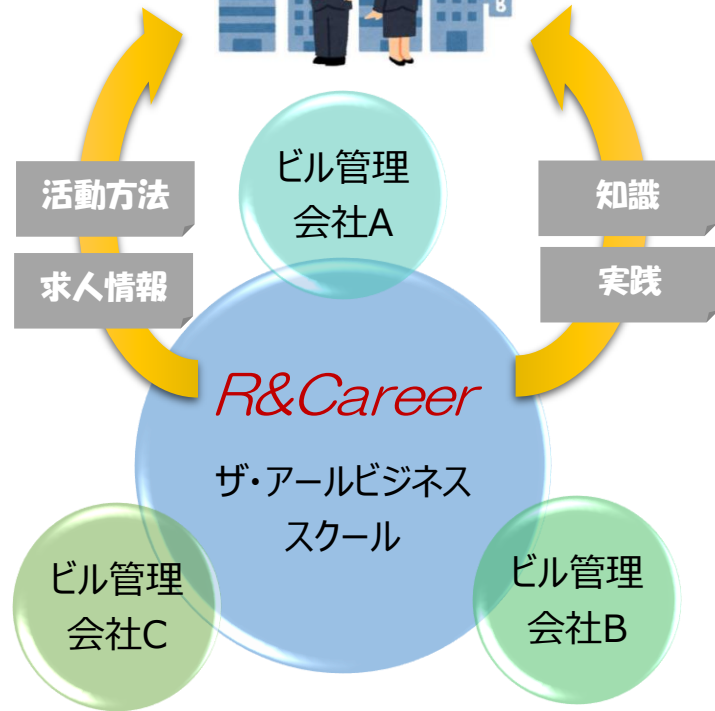 B
ビル管理
会社A
活動方法
求人情報
知識
実践
R&Career
ザ・アールビジネス
スクール
ビル管理
会社C
ビル管理
会社B